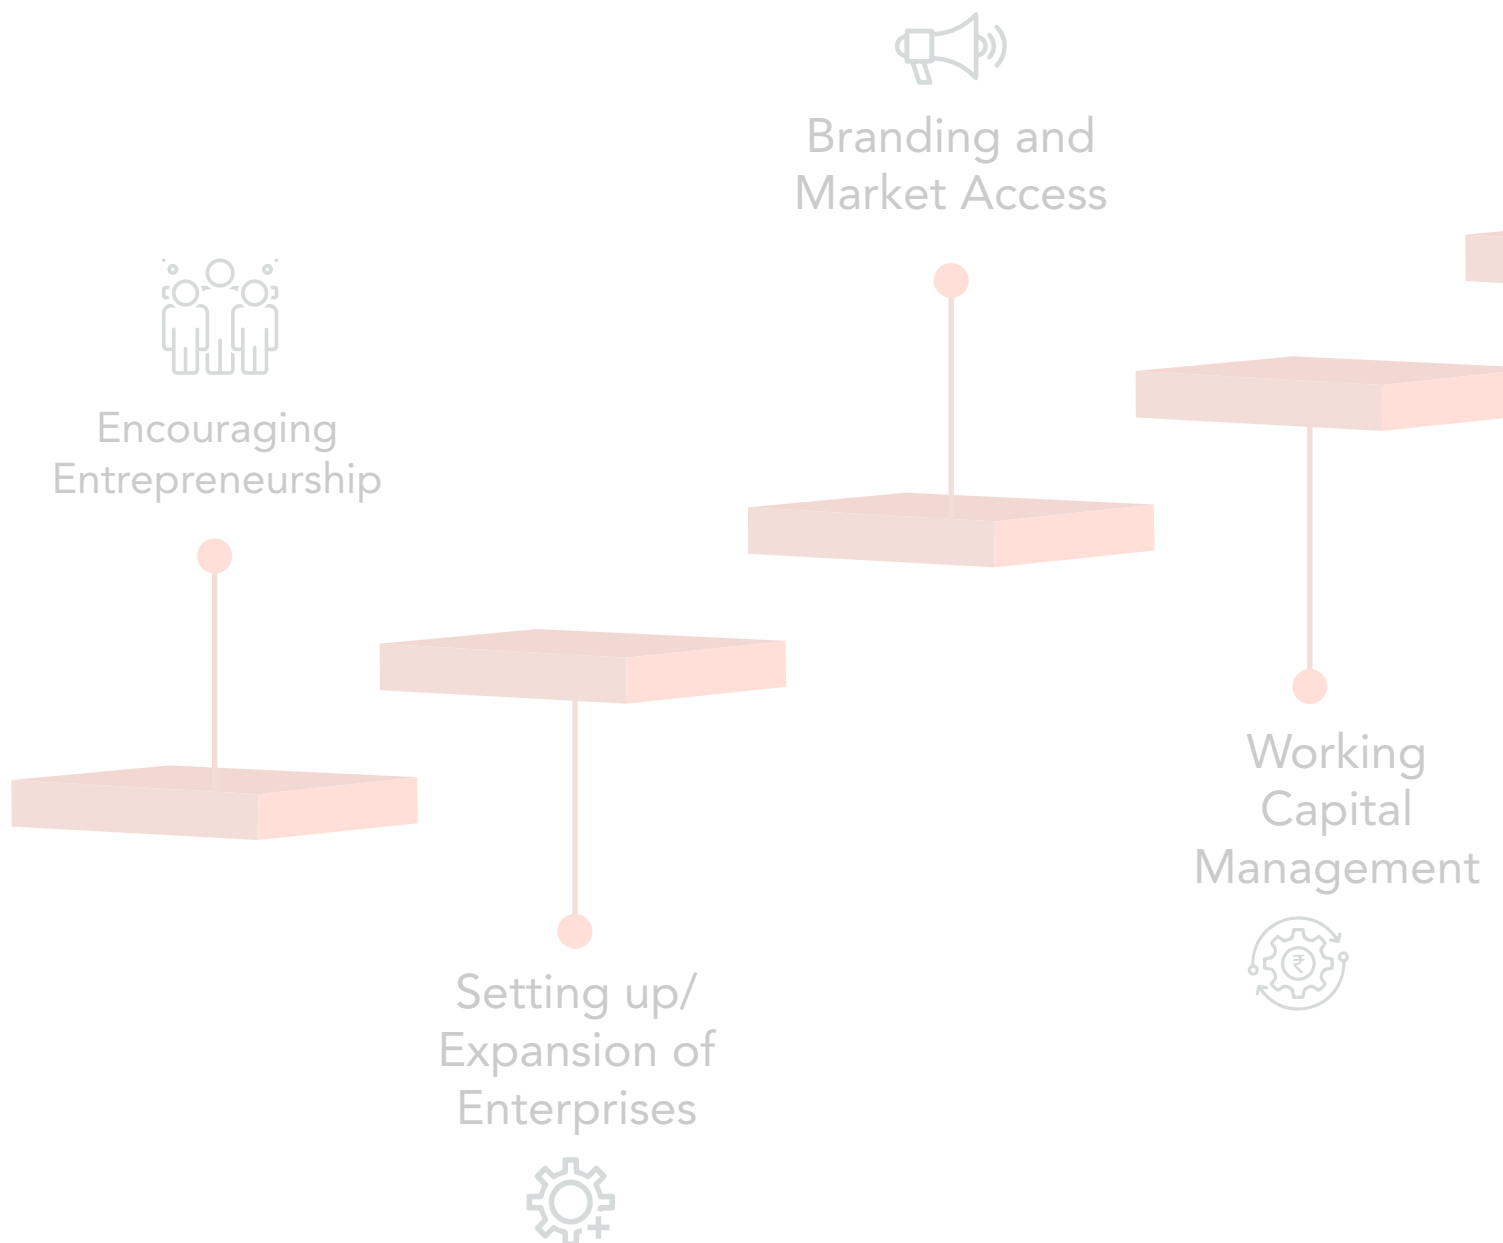 Branding and
Market Access
Encouraging
Entrepreneurship
Working
Capital
Management
₹
Setting up/
Expansion of
Enterprises